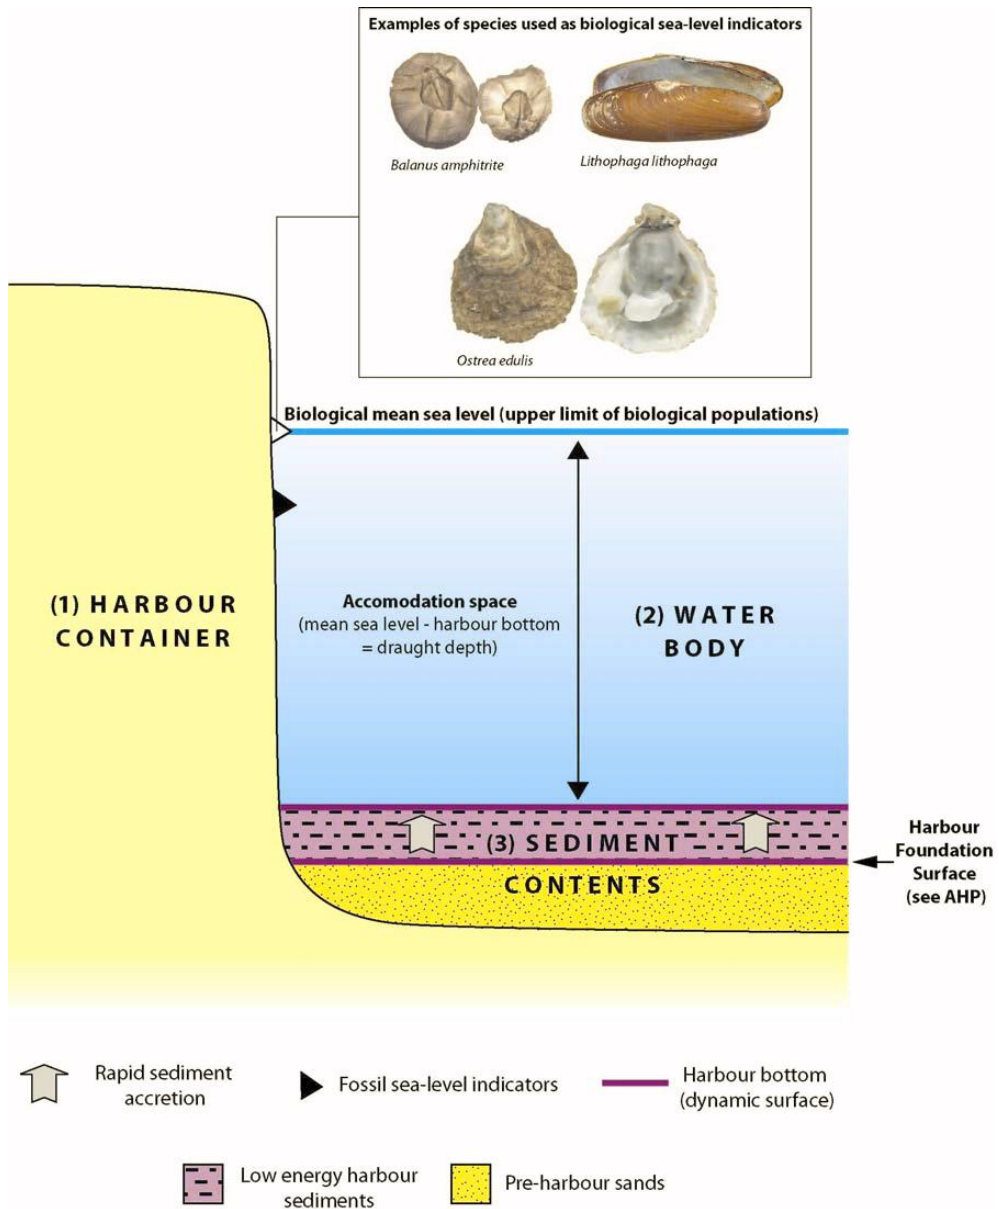 Examples of species used as biological sea-level indicators
Balanus amphitrite
Lithophaga lithophaga
Ostrea edulis
Biological mean sea level (upper limit of biological populations)
(1) HARBOUR
CONTAINER
Accomodation space
(mean sea level - harbour bottom
= draught depth)
(2) WATER
BODY
(3) SEDIMENT
CONTENTS
Harbour
Foundation
Surface
(see AHP)
Rapid sediment
accretion
Fossil sea-level indicators
Harbour bottom
(dynamic surface)
Low energy harbour
sediments
Pre-harbour sands